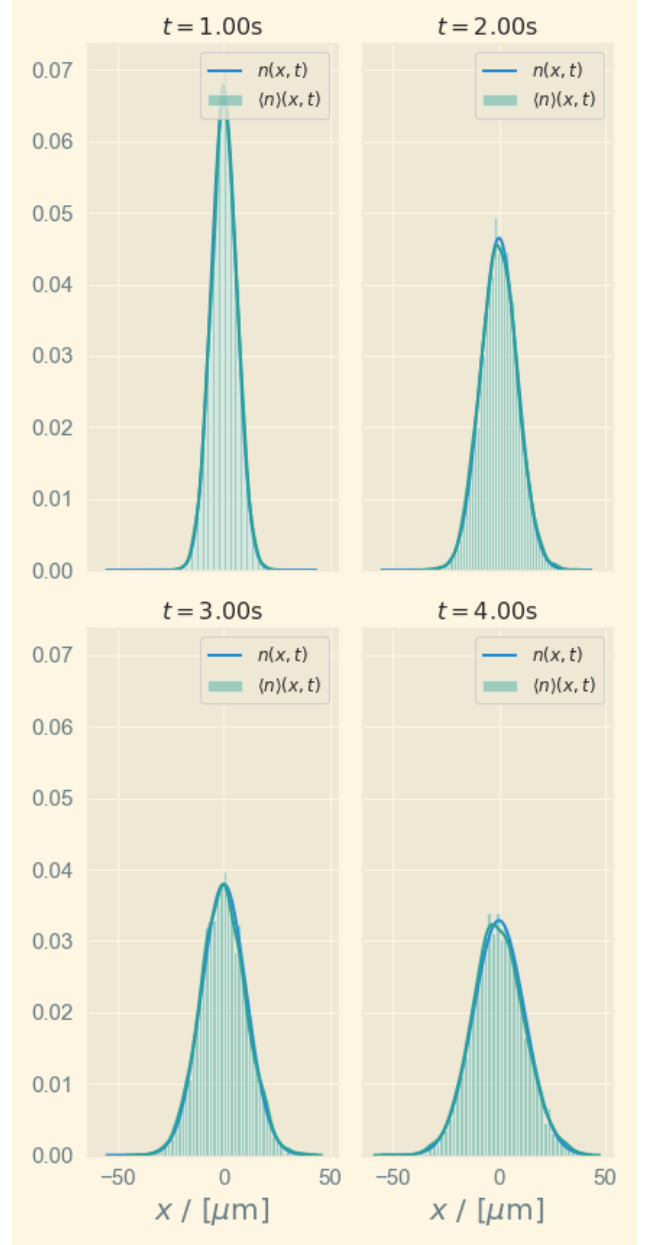 t = 1.00s
t = 2.00s
0.07
0.06
0.05
0.04
0.03
0.02
0.01
0.00
n(x, t)
⟨n⟩(x, t)
n(x, t)
⟨n⟩(x, t)
t = 3.00s
t = 4.00s
0.07
0.06
0.05
0.04
0.03
0.02
0.01
0.00
n(x, t)
⟨n⟩(x, t)
n(x, t)
⟨n⟩(x, t)
−50 0 50
−50 0 50
x / [μm]
x / [μm]